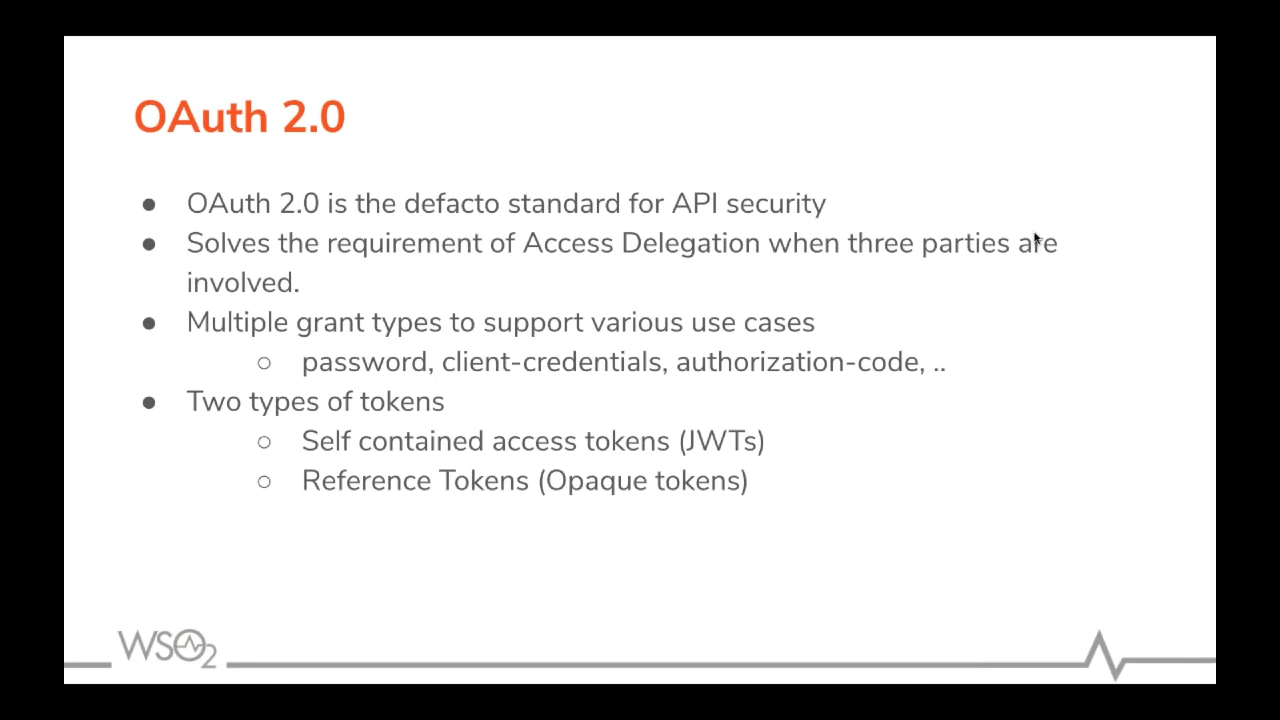 OAuth 2.0
● OAuth 2.0 is the defacto standard for API security
● Solves the requirement of Access Delegation when three parties are
involved.
● Multiple grant types to support various use cases
○ password, client-credentials, authorization-code, ..
● Two types of tokens
○ Self contained access tokens (JWTs)
○ Reference Tokens (Opaque tokens)
WSO2